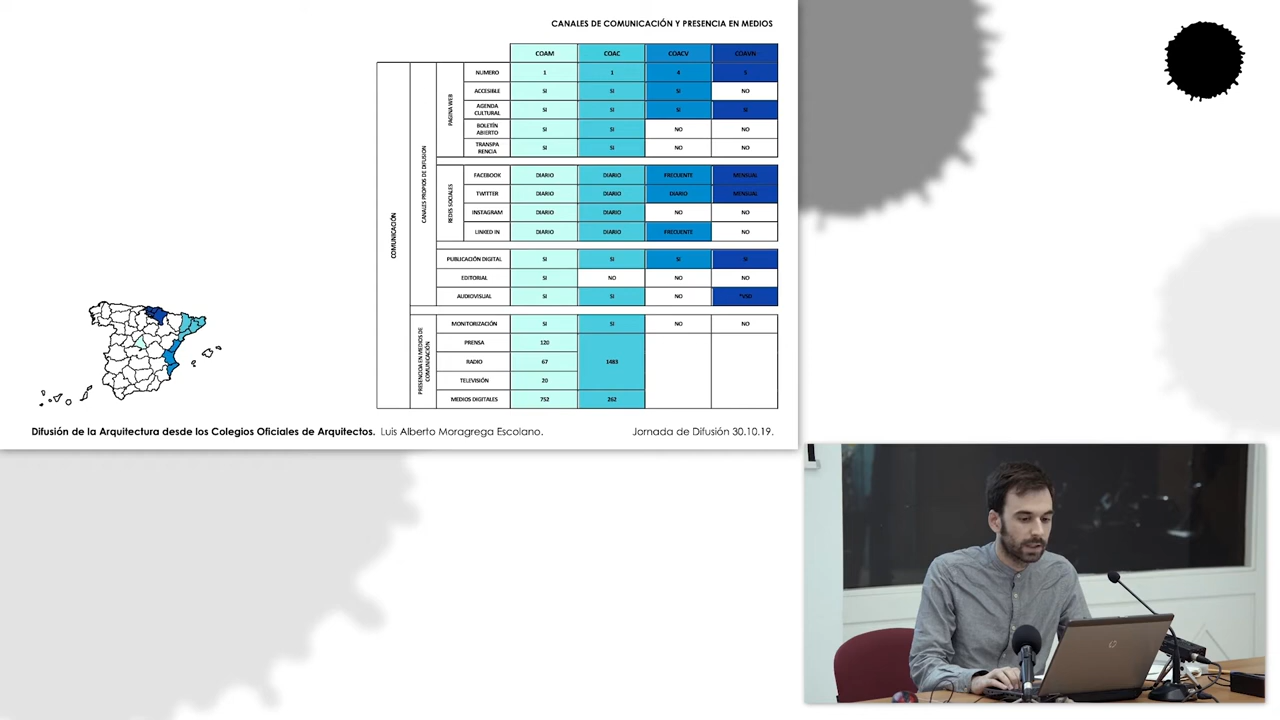 CANALES DE COMUNICACIÓN Y PRESENCIA EN MEDIOS
COAM COAC COACV COAVN
COMUNICACIÓN
CANALES PROPIOS DE DIFUSION
PAGINA WEB
NUMERO 1 1 4
ACCESIBLE SI SI SI NO
AGENDA CULTURAL SI SI SI SI
BOLETÍN ABIERTO SI SI NO NO
TRANSPA RENCIA SI SI NO NO
REDES SOCIALES
FACEBOOK DIARIO DIARIO FRECUENTE MENSUAL
TWITTER DIARIO DIARIO DIARIO MENSUAL
INSTAGRAM DIARIO DIARIO NO NO
LINKED IN DIARIO DIARIO FRECUENTE NO
PUBLICACIÓN DIGITAL SI SI SI SI
EDITORIAL SI NO NO NO
AUDIOVISUAL SI SI NO
PRESENCIA EN MEDIOS DE COMUNICACIÓN
MONITORIZACIÓN SI SI NO NO
PRENSA 120
RADIO 67 1483
TELEVISIÓN 20
MEDIOS DIGITALES 752 262
Difusión de la Arquitectura desde los Colegios Oficiales de Arquitectos. Luis Alberto Moragrega Escolano. Jornada de Difusión 30.10.19.